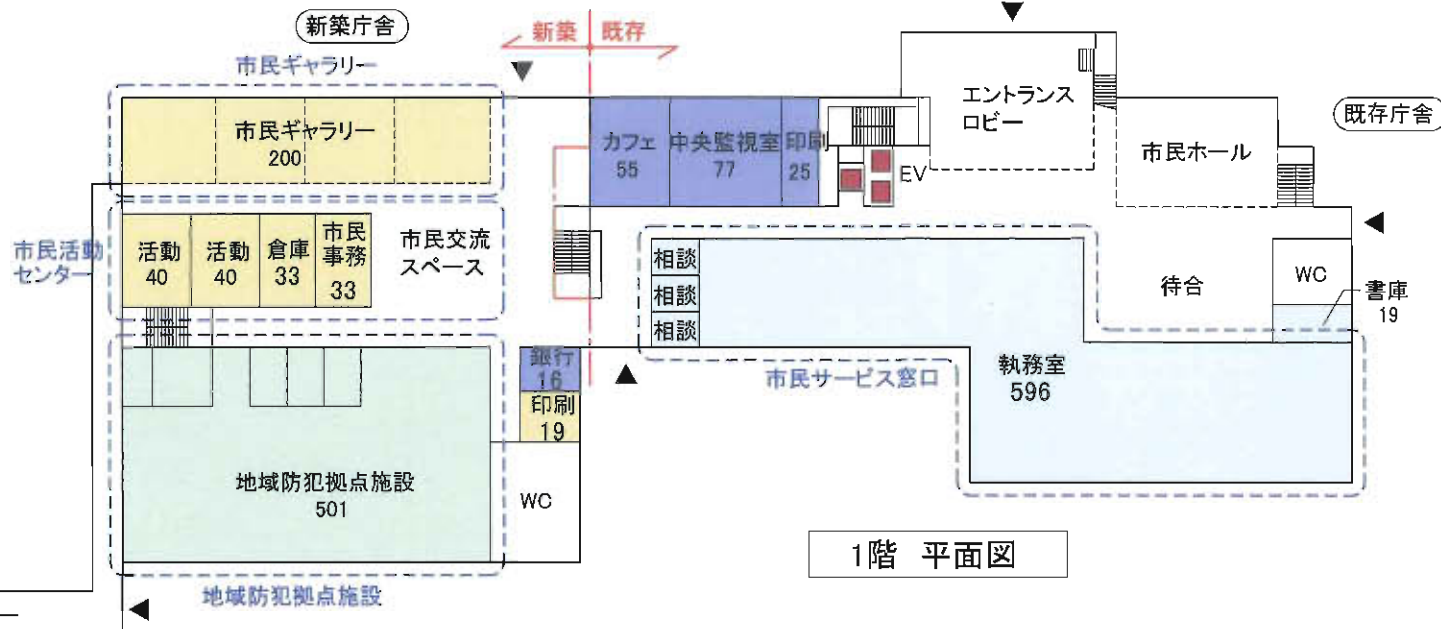 新築庁舎
新築
既存
市民ギャラリー
エントランス
ロビー
既存庁舎
市民ギャラリー
200
カフェ
55
中央監視室
77
印刷
25
EV
市民ホール
市民活動
センター
活動
40
活動
40
倉庫
33
市民
事務
33
市民交流
スペース
相談
相談
相談
待合
WC
書庫
19
銀行
16
印刷
19
市民サービス窓口
執務室
596
地域防犯拠点施設
501
WC
1階 平面図
地域防犯拠点施設